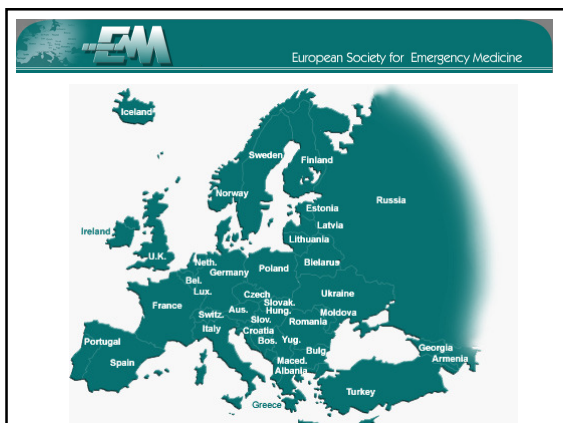 EM
European Society for Emergency Medicine
Iceland
Sweden
Finland
Norway
Russia
Estonia
Latvia
Lithuania
Ireland
U.K.
Neth.
Germany
Poland
Bielarus
Bel.
Lux.
Czech
Slovak.
Ukraine
France
Switz.
Aus.
Hung.
Moldova
Slov.
Romania
Italy
Croatia
Bos.
Yug.
Bulg.
Portugal
Spain
Maced.
Albania
Georgia
Armenia
Greece
Turkey